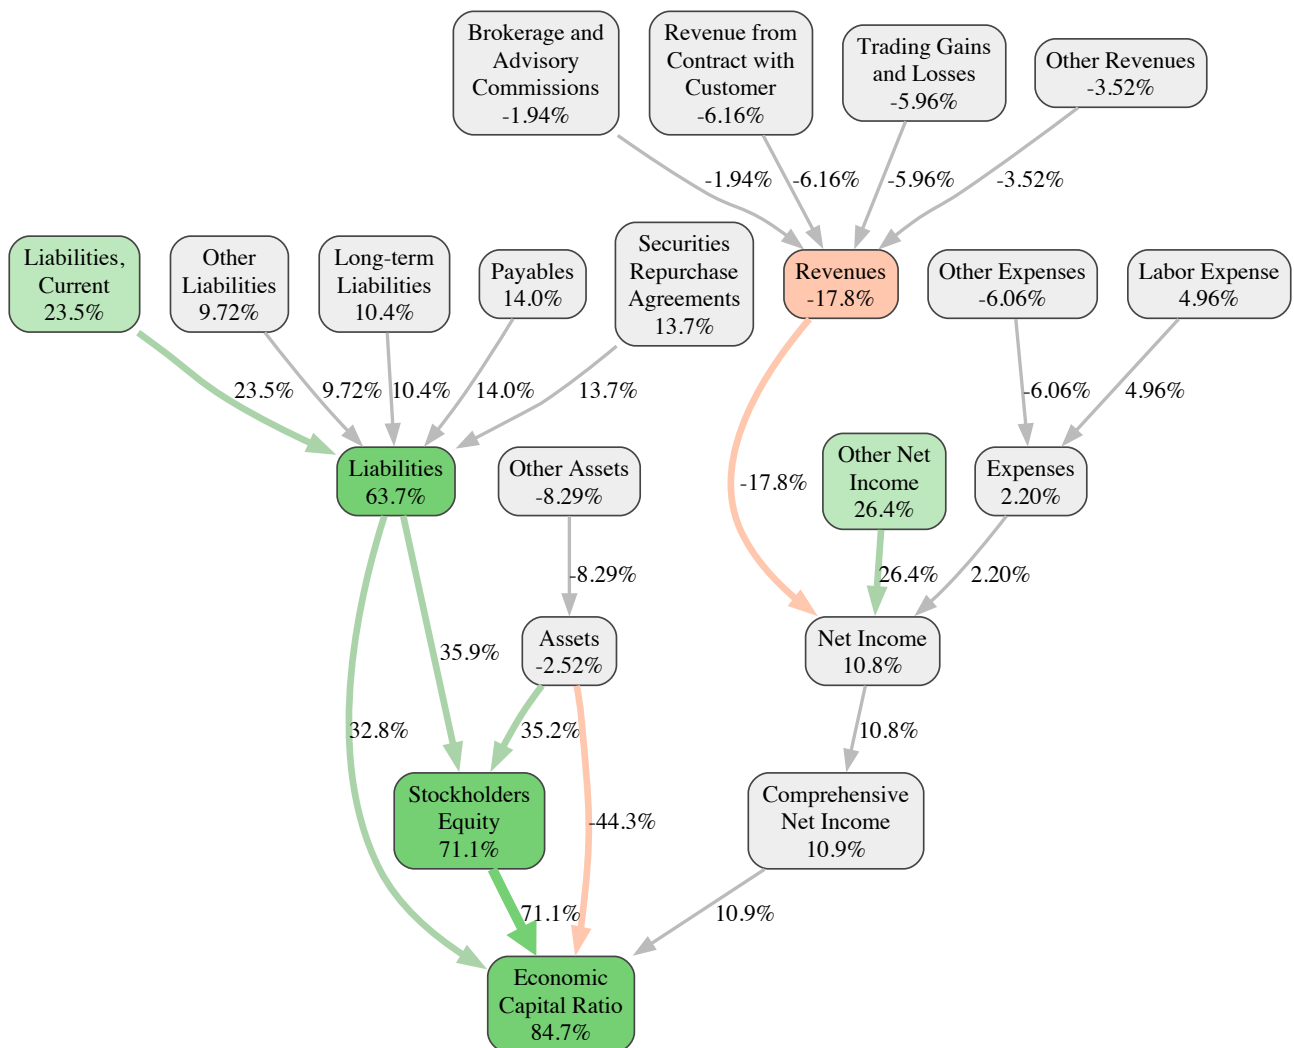 Brokerage and
Advisory
Commissions
-1.94%
Revenue from
Contract with
Customer
-6.16%
Trading Gains
and Losses
-5.96%
Other Revenues
-3.52%
-1.94%
-6.16%
-5.96%
-3.52%
Liabilities,
Current
23.5%
Other
Liabilities
9.72%
Long-term
Liabilities
10.4%
Payables
14.0%
Securities
Repurchase
Agreements
13.7%
Revenues
-17.8%
Other Expenses
-6.06%
Labor Expense
4.96%
23.5%
9.72%
10.4%
14.0%
13.7%
-6.06%
4.96%
Liabilities
63.7%
Other Assets
-8.29%
-17.8%
Other Net
Income
26.4%
Expenses
2.20%
-8.29%
26.4%
2.20%
Assets
-2.52%
Net Income
10.8%
35.9%
32.8%
35.2%
10.8%
Stockholders
Equity
71.1%
-44.3%
Comprehensive
Net Income
10.9%
71.1%
10.9%
Economic
Capital Ratio
84.7%